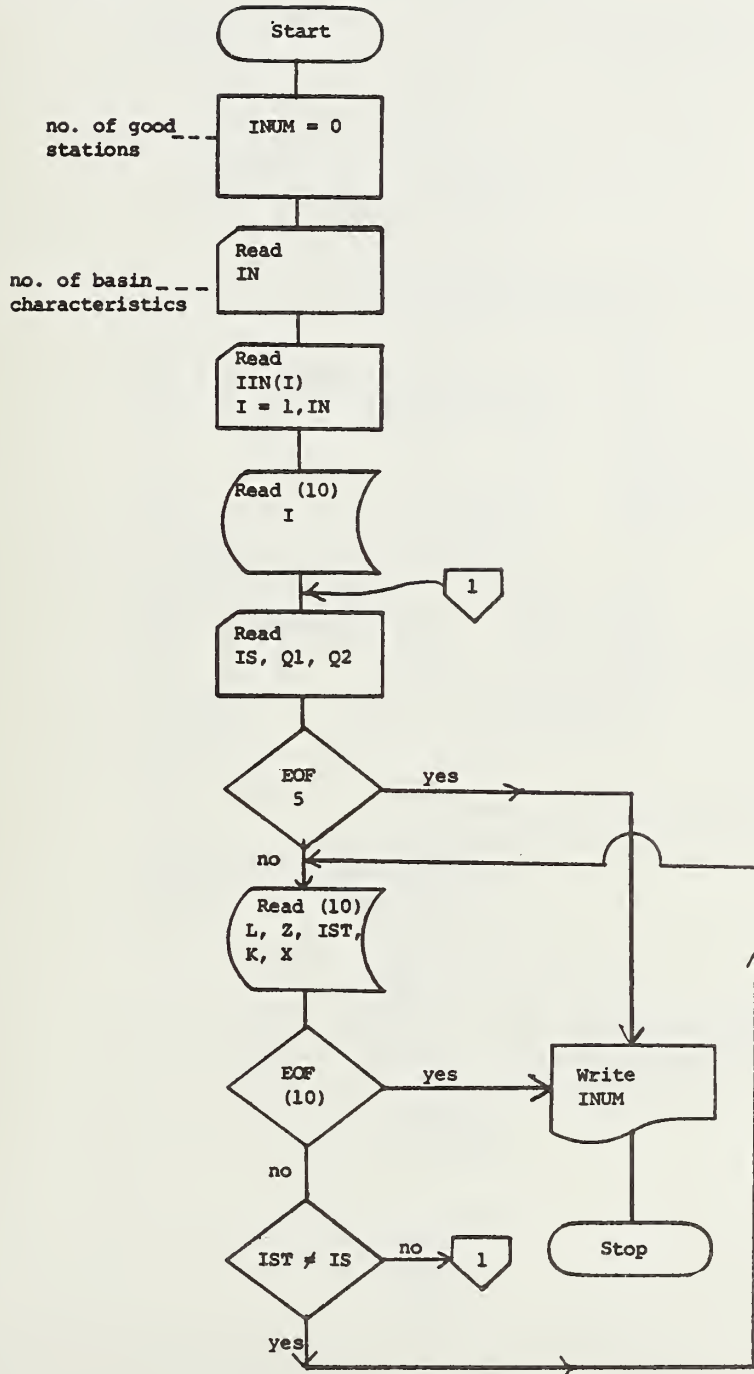 Start
no. of good
stations
INUM = 0
no. of basin
characteristics
Read
IN
Read
IIN(I)
I = 1,IN
Read (10)
I
1
Read
IS, Q1, Q2
EOF
5
yes
no
Read (10)
L, Z, IST,
K, X
EOF
(10)
yes
Write
INUM
no
IST ≠ IS
no
1
Stop
yes